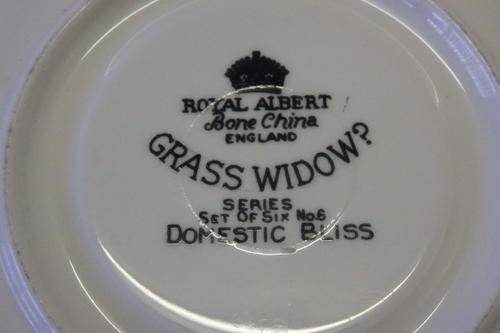 ROYAL ALBERT
Bone China
ENGLAND
GRASS WIDOW?
SERIES
SET OF SIX No.6
DOMESTIC BLISS